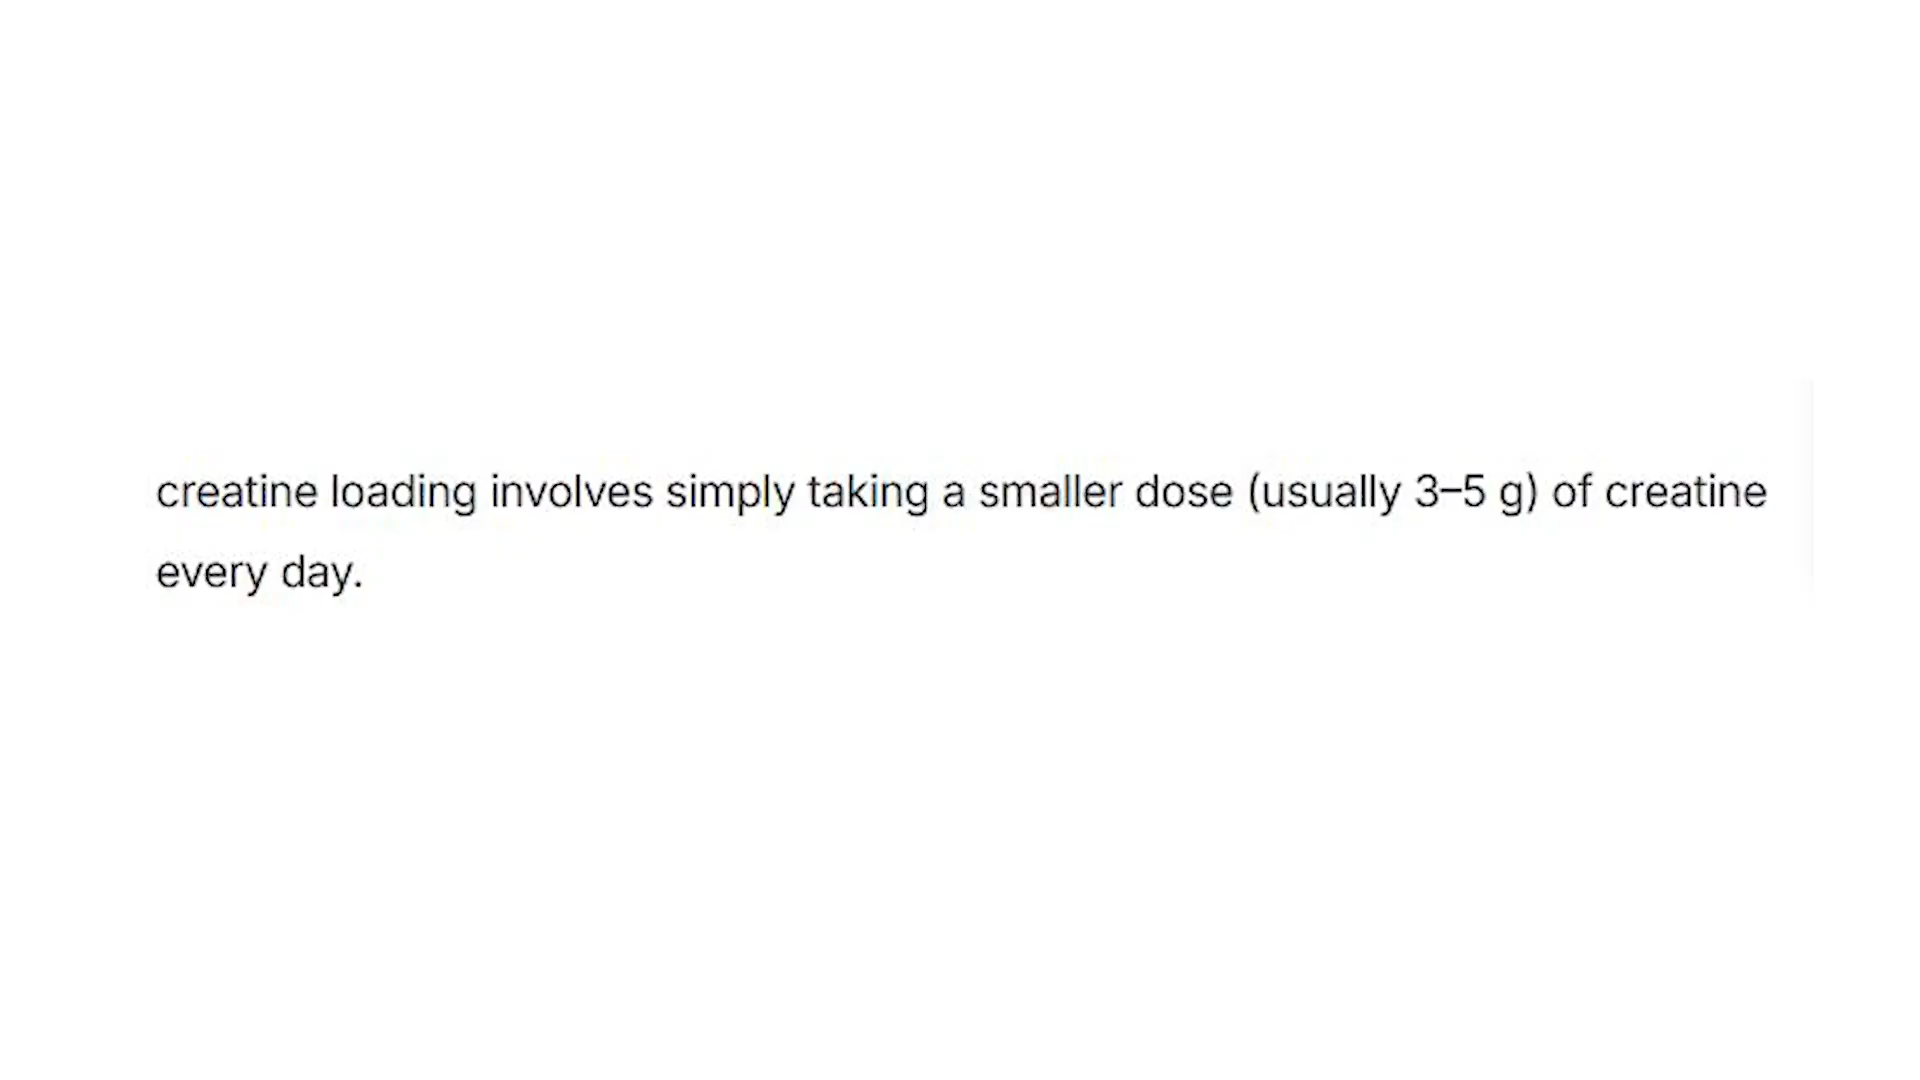 creatine loading involves simply taking a smaller dose (usually 3–5 g) of creatine
every day.